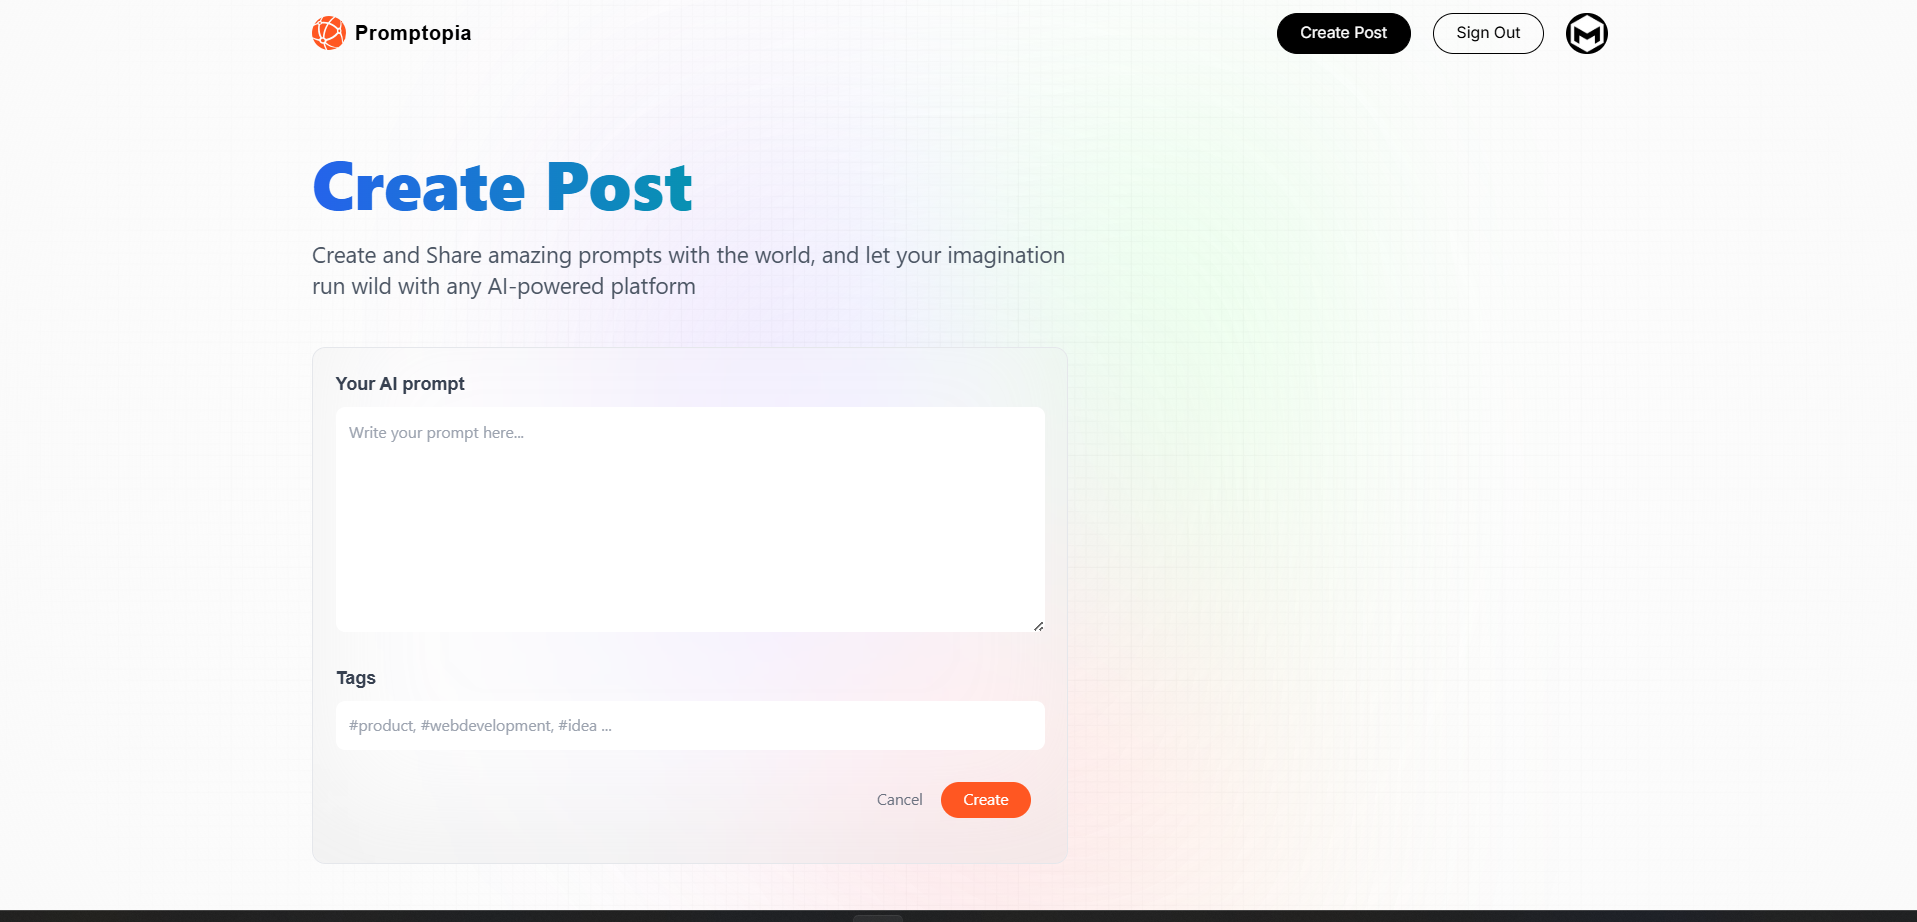 Promptopia
Create Post
Sign Out
Create Post
Create and Share amazing prompts with the world, and let your imagination
run wild with any AI-powered platform
Your AI prompt
Write your prompt here...
Tags
#product, #webdevelopment, #idea ...
Cancel
Create